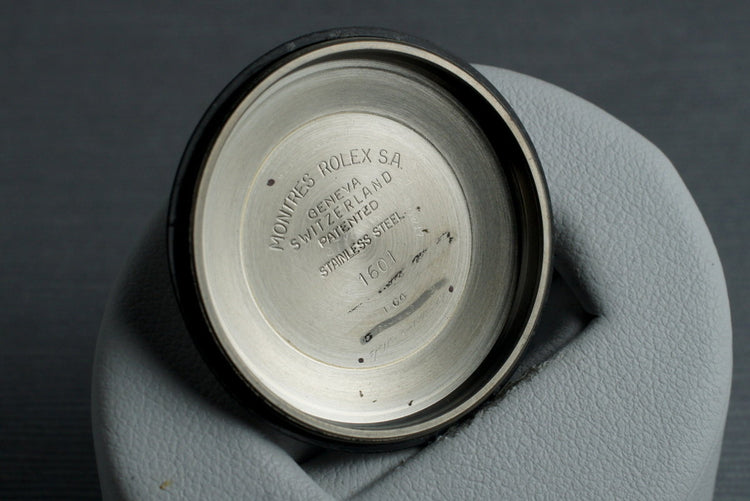 MONTRES ROLEX S.A.
GENEVA
SWITZERLAND
PATENTED
STAINLESS STEEL
1601